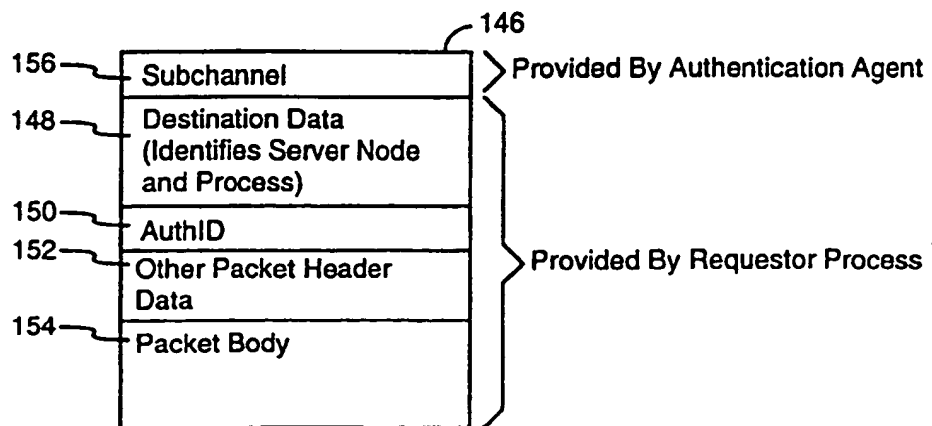 146
156 Subchannel Provided By Authentication Agent
148 Destination Data
(Identifies Server Node
and Process)
150 AuthID
152 Other Packet Header
Data
Provided By Requestor Process
154 Packet Body